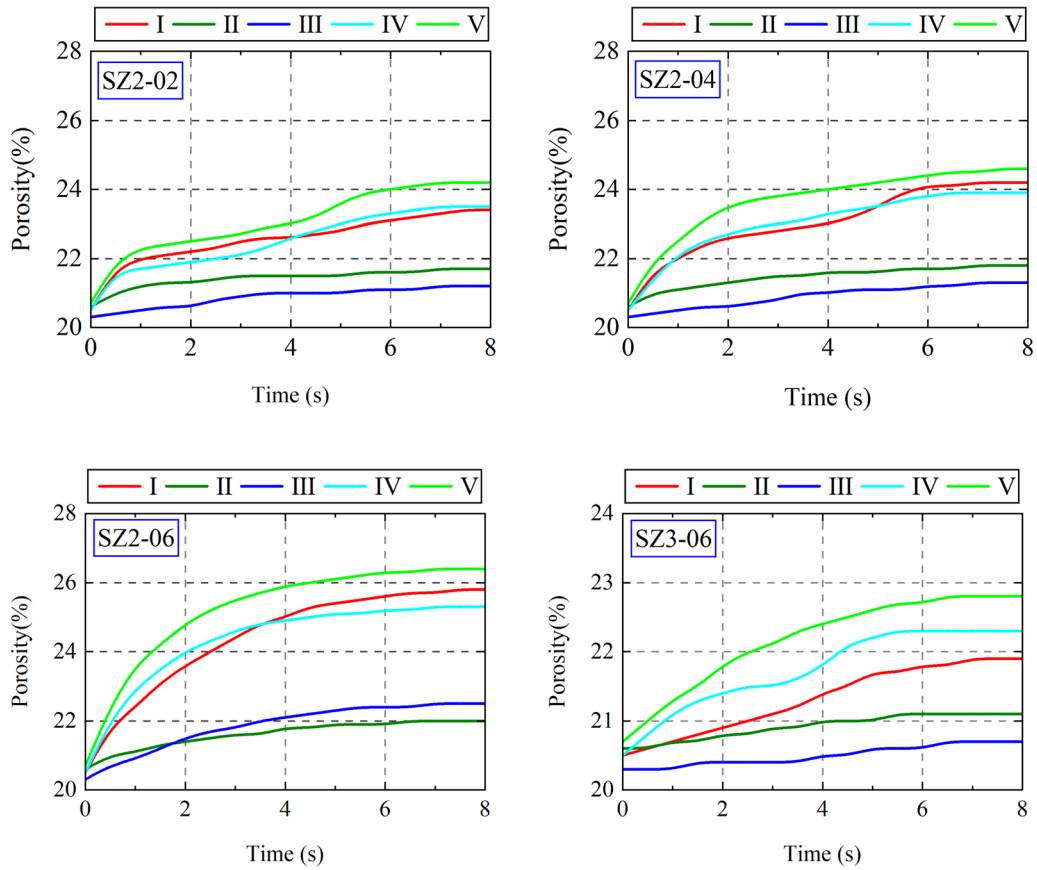 I II III IV V
SZ2-02
Porosity(%)
28
26
24
22
20
0 2 4 6 8
Time (s)
I II III IV V
SZ2-04
Porosity(%)
28
26
24
22
20
0 2 4 6 8
Time (s)
I II III IV V
SZ2-06
Porosity(%)
28
26
24
22
20
0 2 4 6 8
Time (s)
I II III IV V
SZ3-06
Porosity(%)
24
23
22
21
20
0 2 4 6 8
Time (s)